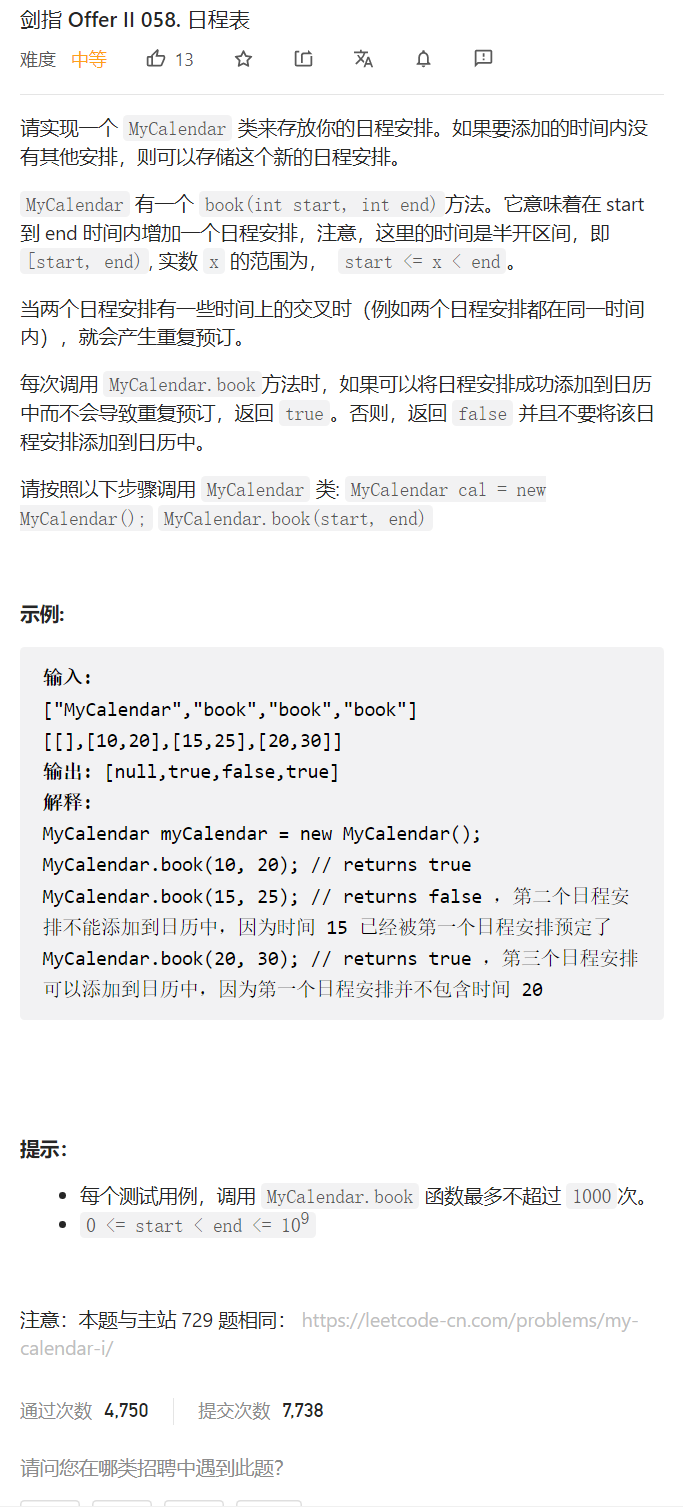 剑指 Offer II 058. 日程表
难度 中等 13
请实现一个 MyCalendar 类来存放你的日程安排。如果要添加的时间内没
有其他安排，则可以存储这个新的日程安排。
MyCalendar 有一个 book(int start, int end)方法。它意味着在 start
到 end 时间内增加一个日程安排，注意，这里的时间是半开区间，即
[start, end), 实数 x 的范围为， start <= x < end。
当两个日程安排有一些时间上的交叉时（例如两个日程安排都在同一时间
内），就会产生重复预订。
每次调用 MyCalendar.book方法时，如果可以将日程安排成功添加到日历
中而不会导致重复预订，返回 true。否则，返回 false 并且不要将该日
程安排添加到日历中。
请按照以下步骤调用 MyCalendar 类: MyCalendar cal = new
MyCalendar(); MyCalendar.book(start, end)
示例:
输入:
["MyCalendar","book","book","book"]
[[],[10,20],[15,25],[20,30]]
输出: [null,true,false,true]
解释:
MyCalendar myCalendar = new MyCalendar();
MyCalendar.book(10, 20); // returns true
MyCalendar.book(15, 25); // returns false ，第二个日程安
排不能添加到日历中，因为时间 15 已经被第一个日程安排预定了
MyCalendar.book(20, 30); // returns true ，第三个日程安排
可以添加到日历中，因为第一个日程安排并不包含时间 20
提示：
• 每个测试用例，调用 MyCalendar.book 函数最多不超过 1000次。
• 0 <= start < end <= 10⁹
注意：本题与主站 729 题相同： https://leetcode-cn.com/problems/my-
calendar-i/
通过次数 4,750 提交次数 7,738
请问您在哪类招聘中遇到此题？